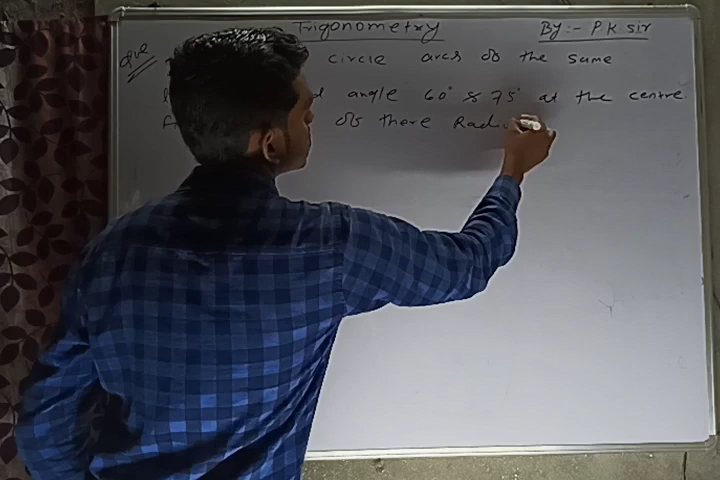 Trigonometry By:- P.K. sir
Que circle arcs of the same
angle 60° & 75° at the centre
of there Rad